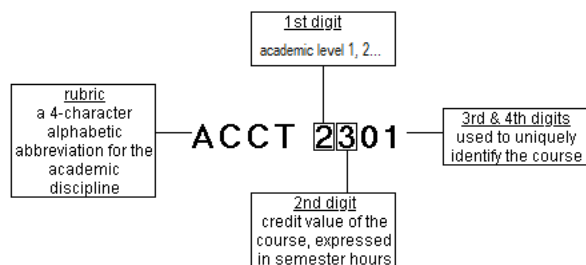 1st digit
academic level 1, 2...
rubric
a 4-character
alphabetic
abbreviation for the
academic
discipline
ACCT 2301
3rd & 4th digits
used to uniquely
identify the course
2nd digit
credit value of the
course, expressed
in semester hours